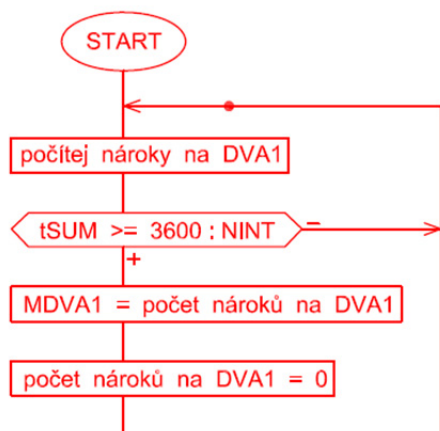 START
počítej nároky na DVA1
tSUM >= 3600 : NINT
−
+
MDVA1 = počet nároků na DVA1
počet nároků na DVA1 = 0